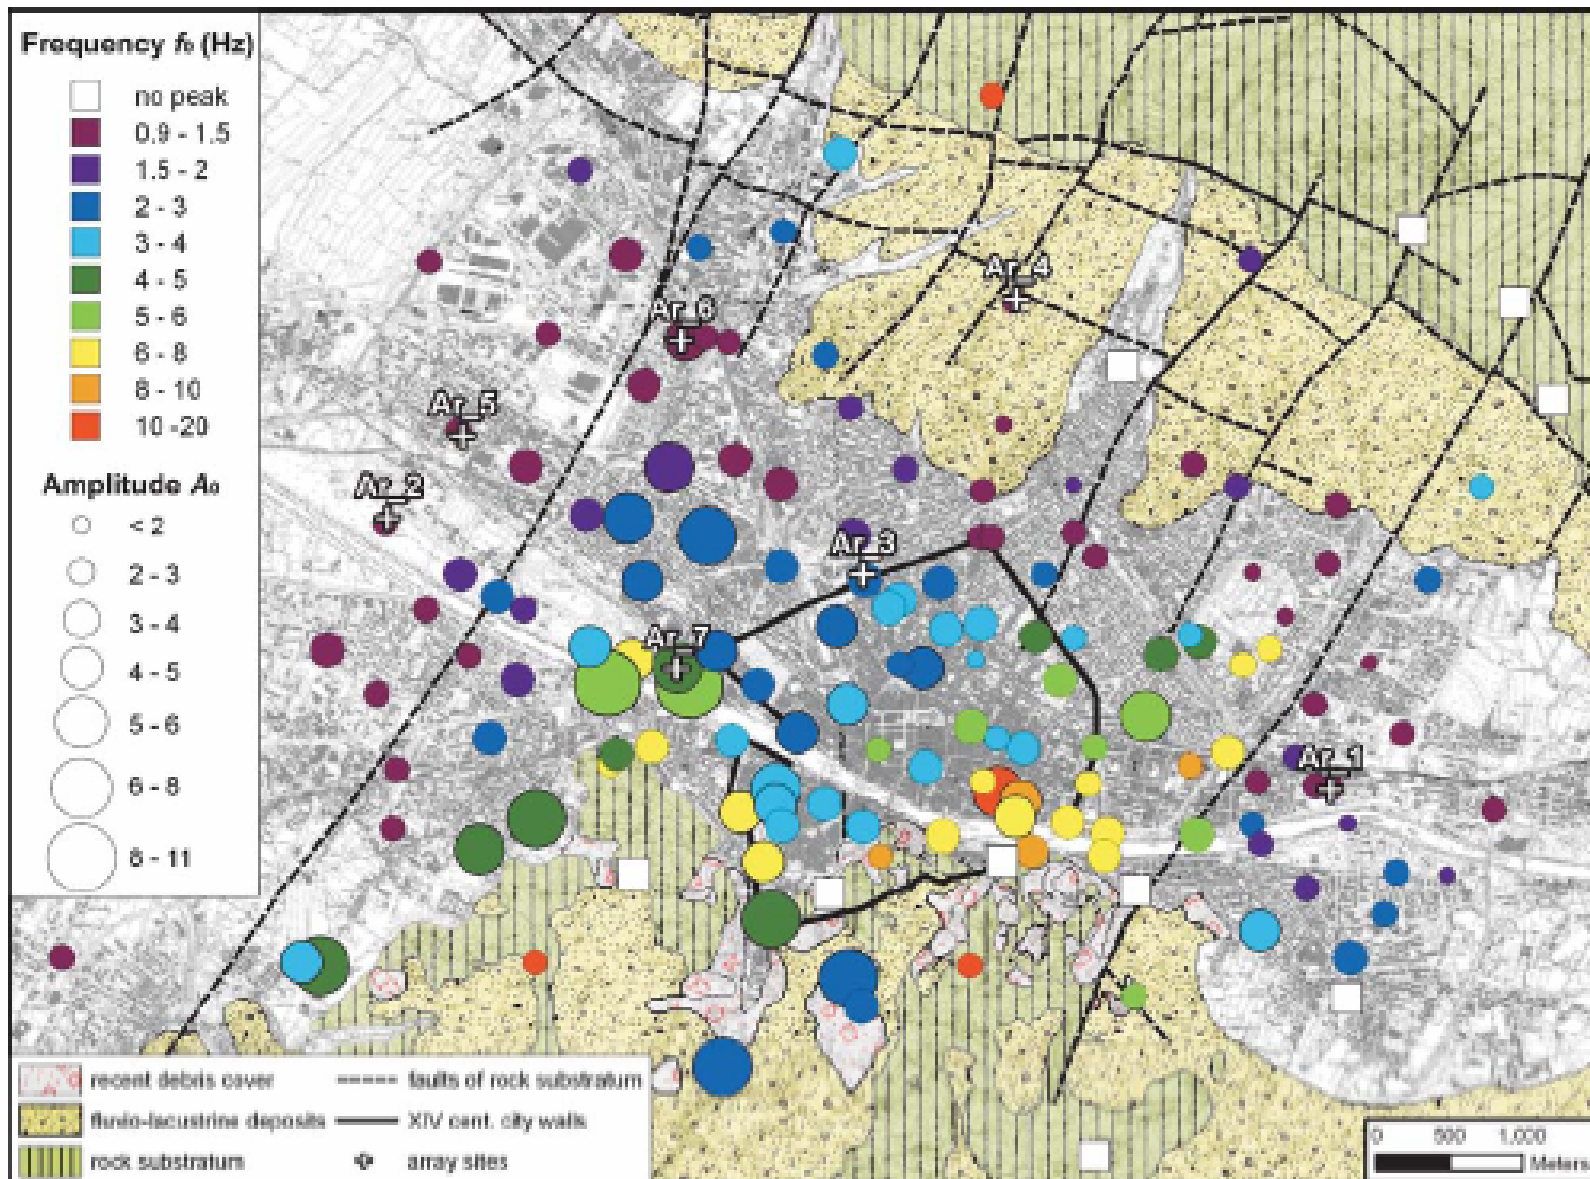 Frequency f₀ (Hz)
no peak
0.9 - 1.5
1.5 - 2
2 - 3
3 - 4
4 - 5
5 - 6
6 - 8
8 - 10
10 -20
Amplitude A₀
< 2
2 - 3
3 - 4
4 - 5
5 - 6
6 - 8
8 - 11
Ar_4
Ar_6
Ar_5
Ar_2
Ar_3
Ar_7
Ar_1
recent debris cover
faults of rock substratum
fluvio-lacustrine deposits
XIV cent. city walls
rock substratum
array sites
0 500 1,000
Meters